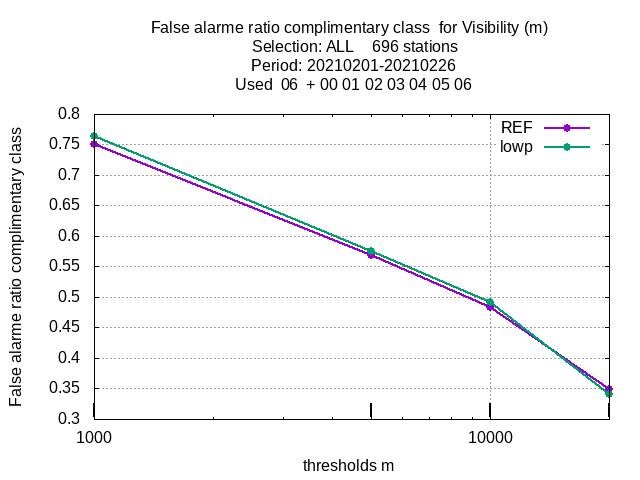 False alarme ratio complimentary class  for Visibility (m)
Selection: ALL    696 stations
Period: 20210201-20210226
Used  06  + 00 01 02 03 04 05 06
False alarme ratio complimentary class
0.8
0.75
0.7
0.65
0.6
0.55
0.5
0.45
0.4
0.35
0.3
REF
lowp
1000
10000
thresholds m